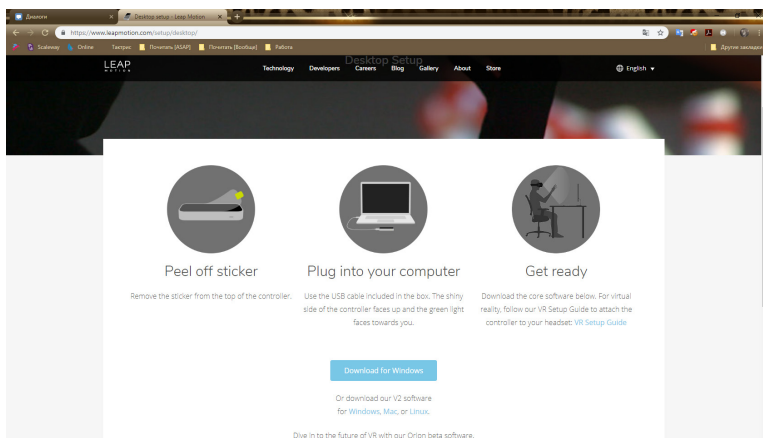 Диалоги
Desktop setup - Leap Motion
https://www.leapmotion.com/setup/desktop/
Scaleway
Online
Тактрис
Почитать [ASAP]
Почитать [Вообще]
Работа
Другие закладки
LEAP
MOTION
Desktop Setup
Technology
Developers
Careers
Blog
Gallery
About
Store
English
Peel off sticker
Remove the sticker from the top of the controller.
Plug into your computer
Use the USB cable included in the box. The shiny
side of the controller faces up and the green light
faces towards you.
Get ready
Download the core software below. For virtual
reality, follow our VR Setup Guide to attach the
controller to your headset: VR Setup Guide
Download for Windows
Or download our V2 software
for Windows, Mac, or Linux.
Dive in to the future of VR with our Orion beta software.